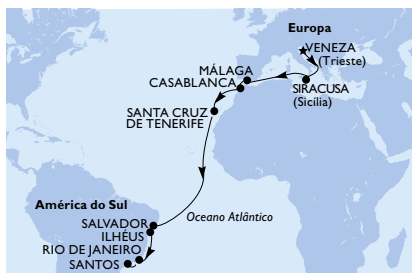 Europa
VENEZA
(Trieste)
MÁLAGA
CASABLANCA
SIRACUSA
(Sicília)
SANTA CRUZ
DE TENERIFE
América do Sul
Oceano Atlântico
SALVADOR
ILHÉUS
RIO DE JANEIRO
SANTOS